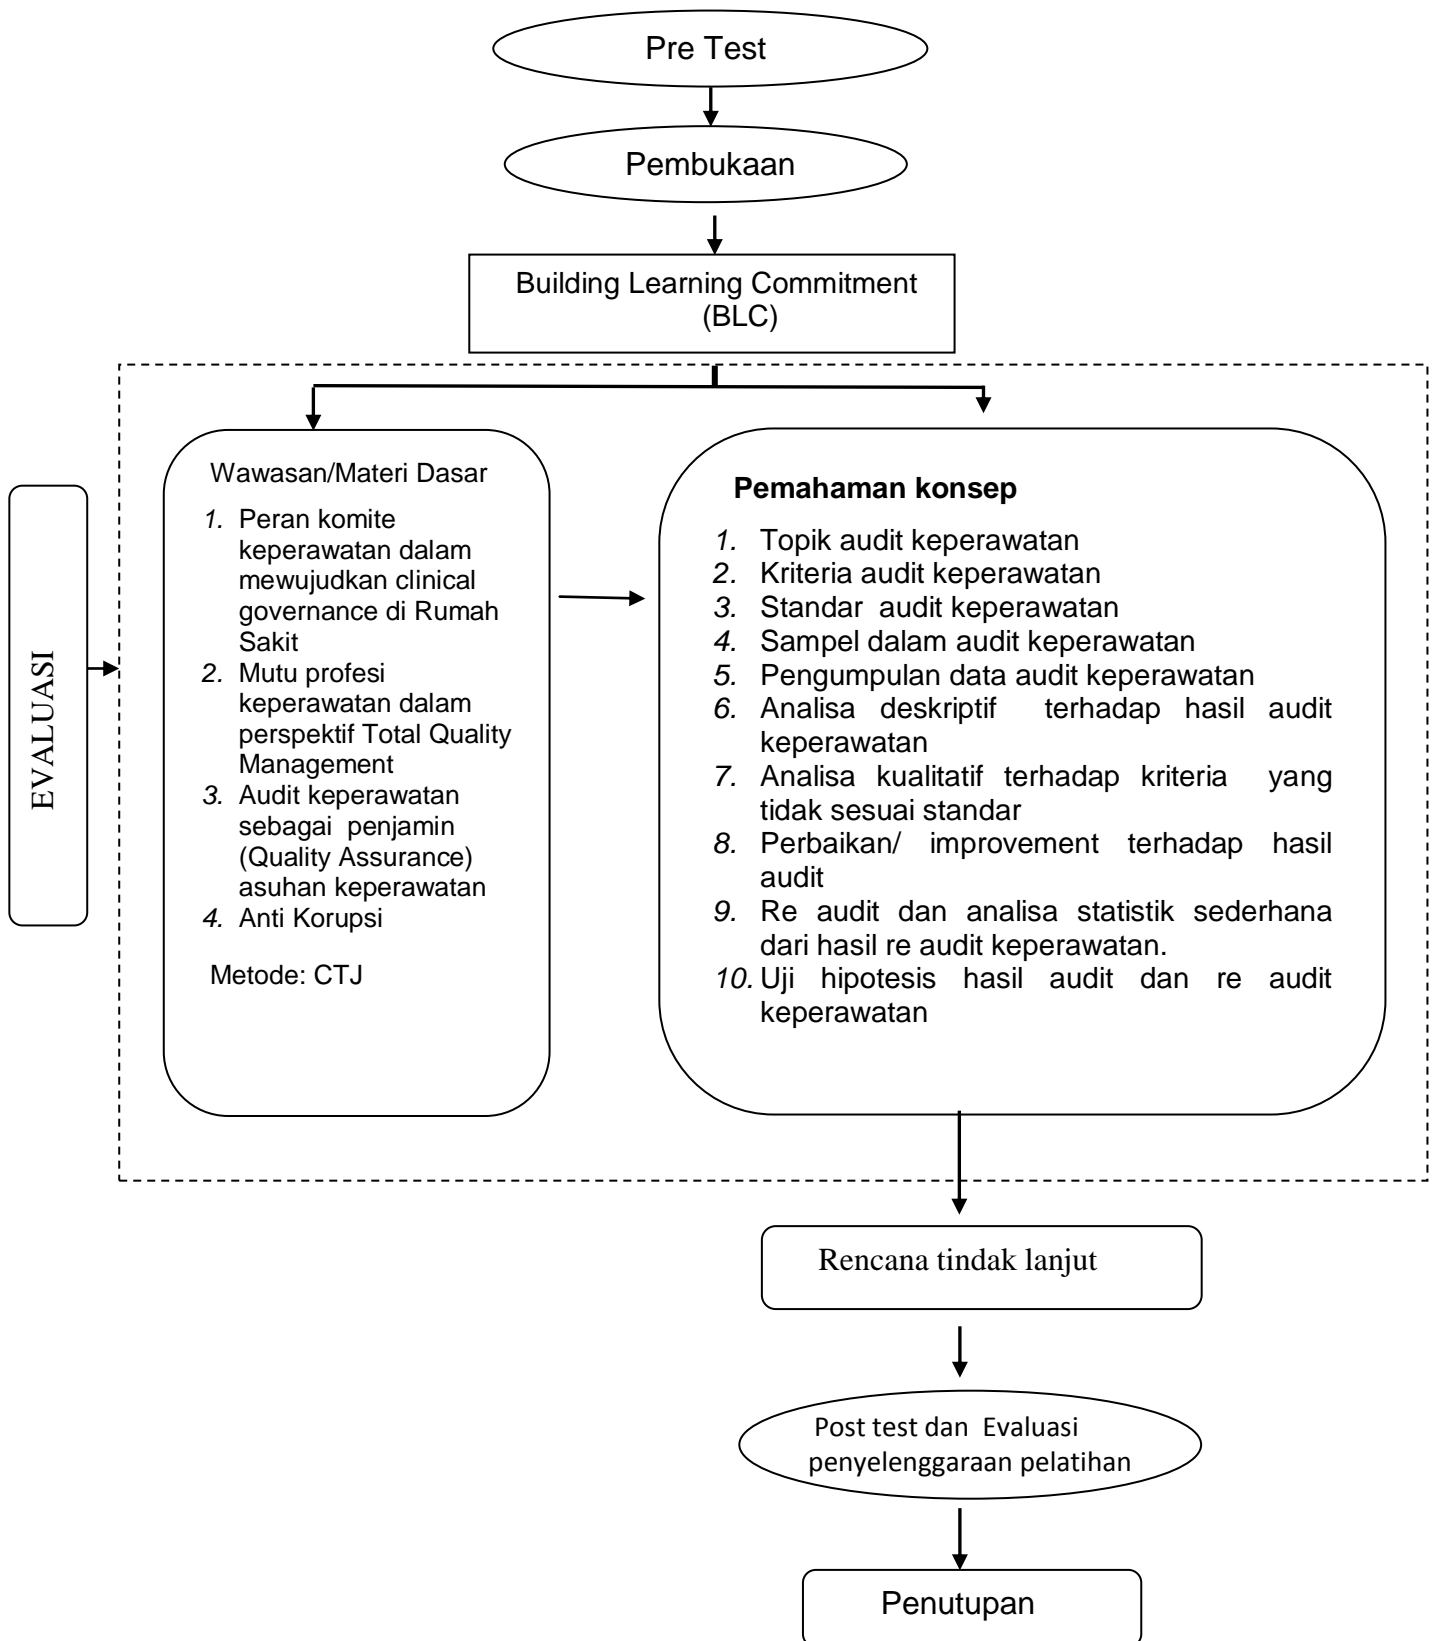 Pre Test
Pembukaan
Building Learning Commitment
(BLC)
EVALUASI
Wawasan/Materi Dasar
1. Peran komite
keperawatan dalam
mewujudkan clinical
governance di Rumah
Sakit
2. Mutu profesi
keperawatan dalam
perspektif Total Quality
Management
3. Audit keperawatan
sebagai penjamin
(Quality Assurance)
asuhan keperawatan
4. Anti Korupsi
Metode: CTJ
Pemahaman konsep
1. Topik audit keperawatan
2. Kriteria audit keperawatan
3. Standar audit keperawatan
4. Sampel dalam audit keperawatan
5. Pengumpulan data audit keperawatan
6. Analisa deskriptif terhadap hasil audit
keperawatan
7. Analisa kualitatif terhadap kriteria yang
tidak sesuai standar
8. Perbaikan/ improvement terhadap hasil
audit
9. Re audit dan analisa statistik sederhana
dari hasil re audit keperawatan.
10. Uji hipotesis hasil audit dan re audit
keperawatan
Rencana tindak lanjut
Post test dan Evaluasi
penyelenggaraan pelatihan
Penutupan